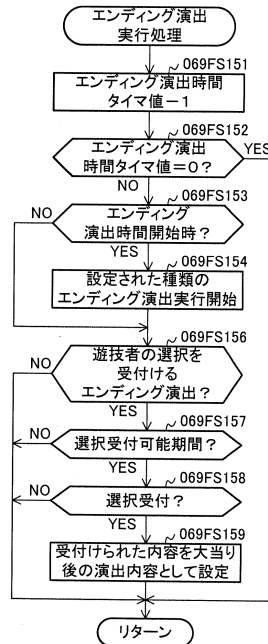 エンディング演出
実行処理
069FS151
エンディング演出時間
タイマ値－1
069FS152
エンディング演出
時間タイマ値＝0？
YES
NO
069FS153
NO
エンディング
演出時間開始時？
YES
069FS154
設定された種類の
エンディング演出実行開始
069FS156
NO
遊技者の選択を
受付ける
エンディング演出？
YES
069FS157
NO
選択受付可能期間？
YES
069FS158
NO
選択受付？
YES
069FS159
受付けられた内容を大当り
後の演出内容として設定
リターン